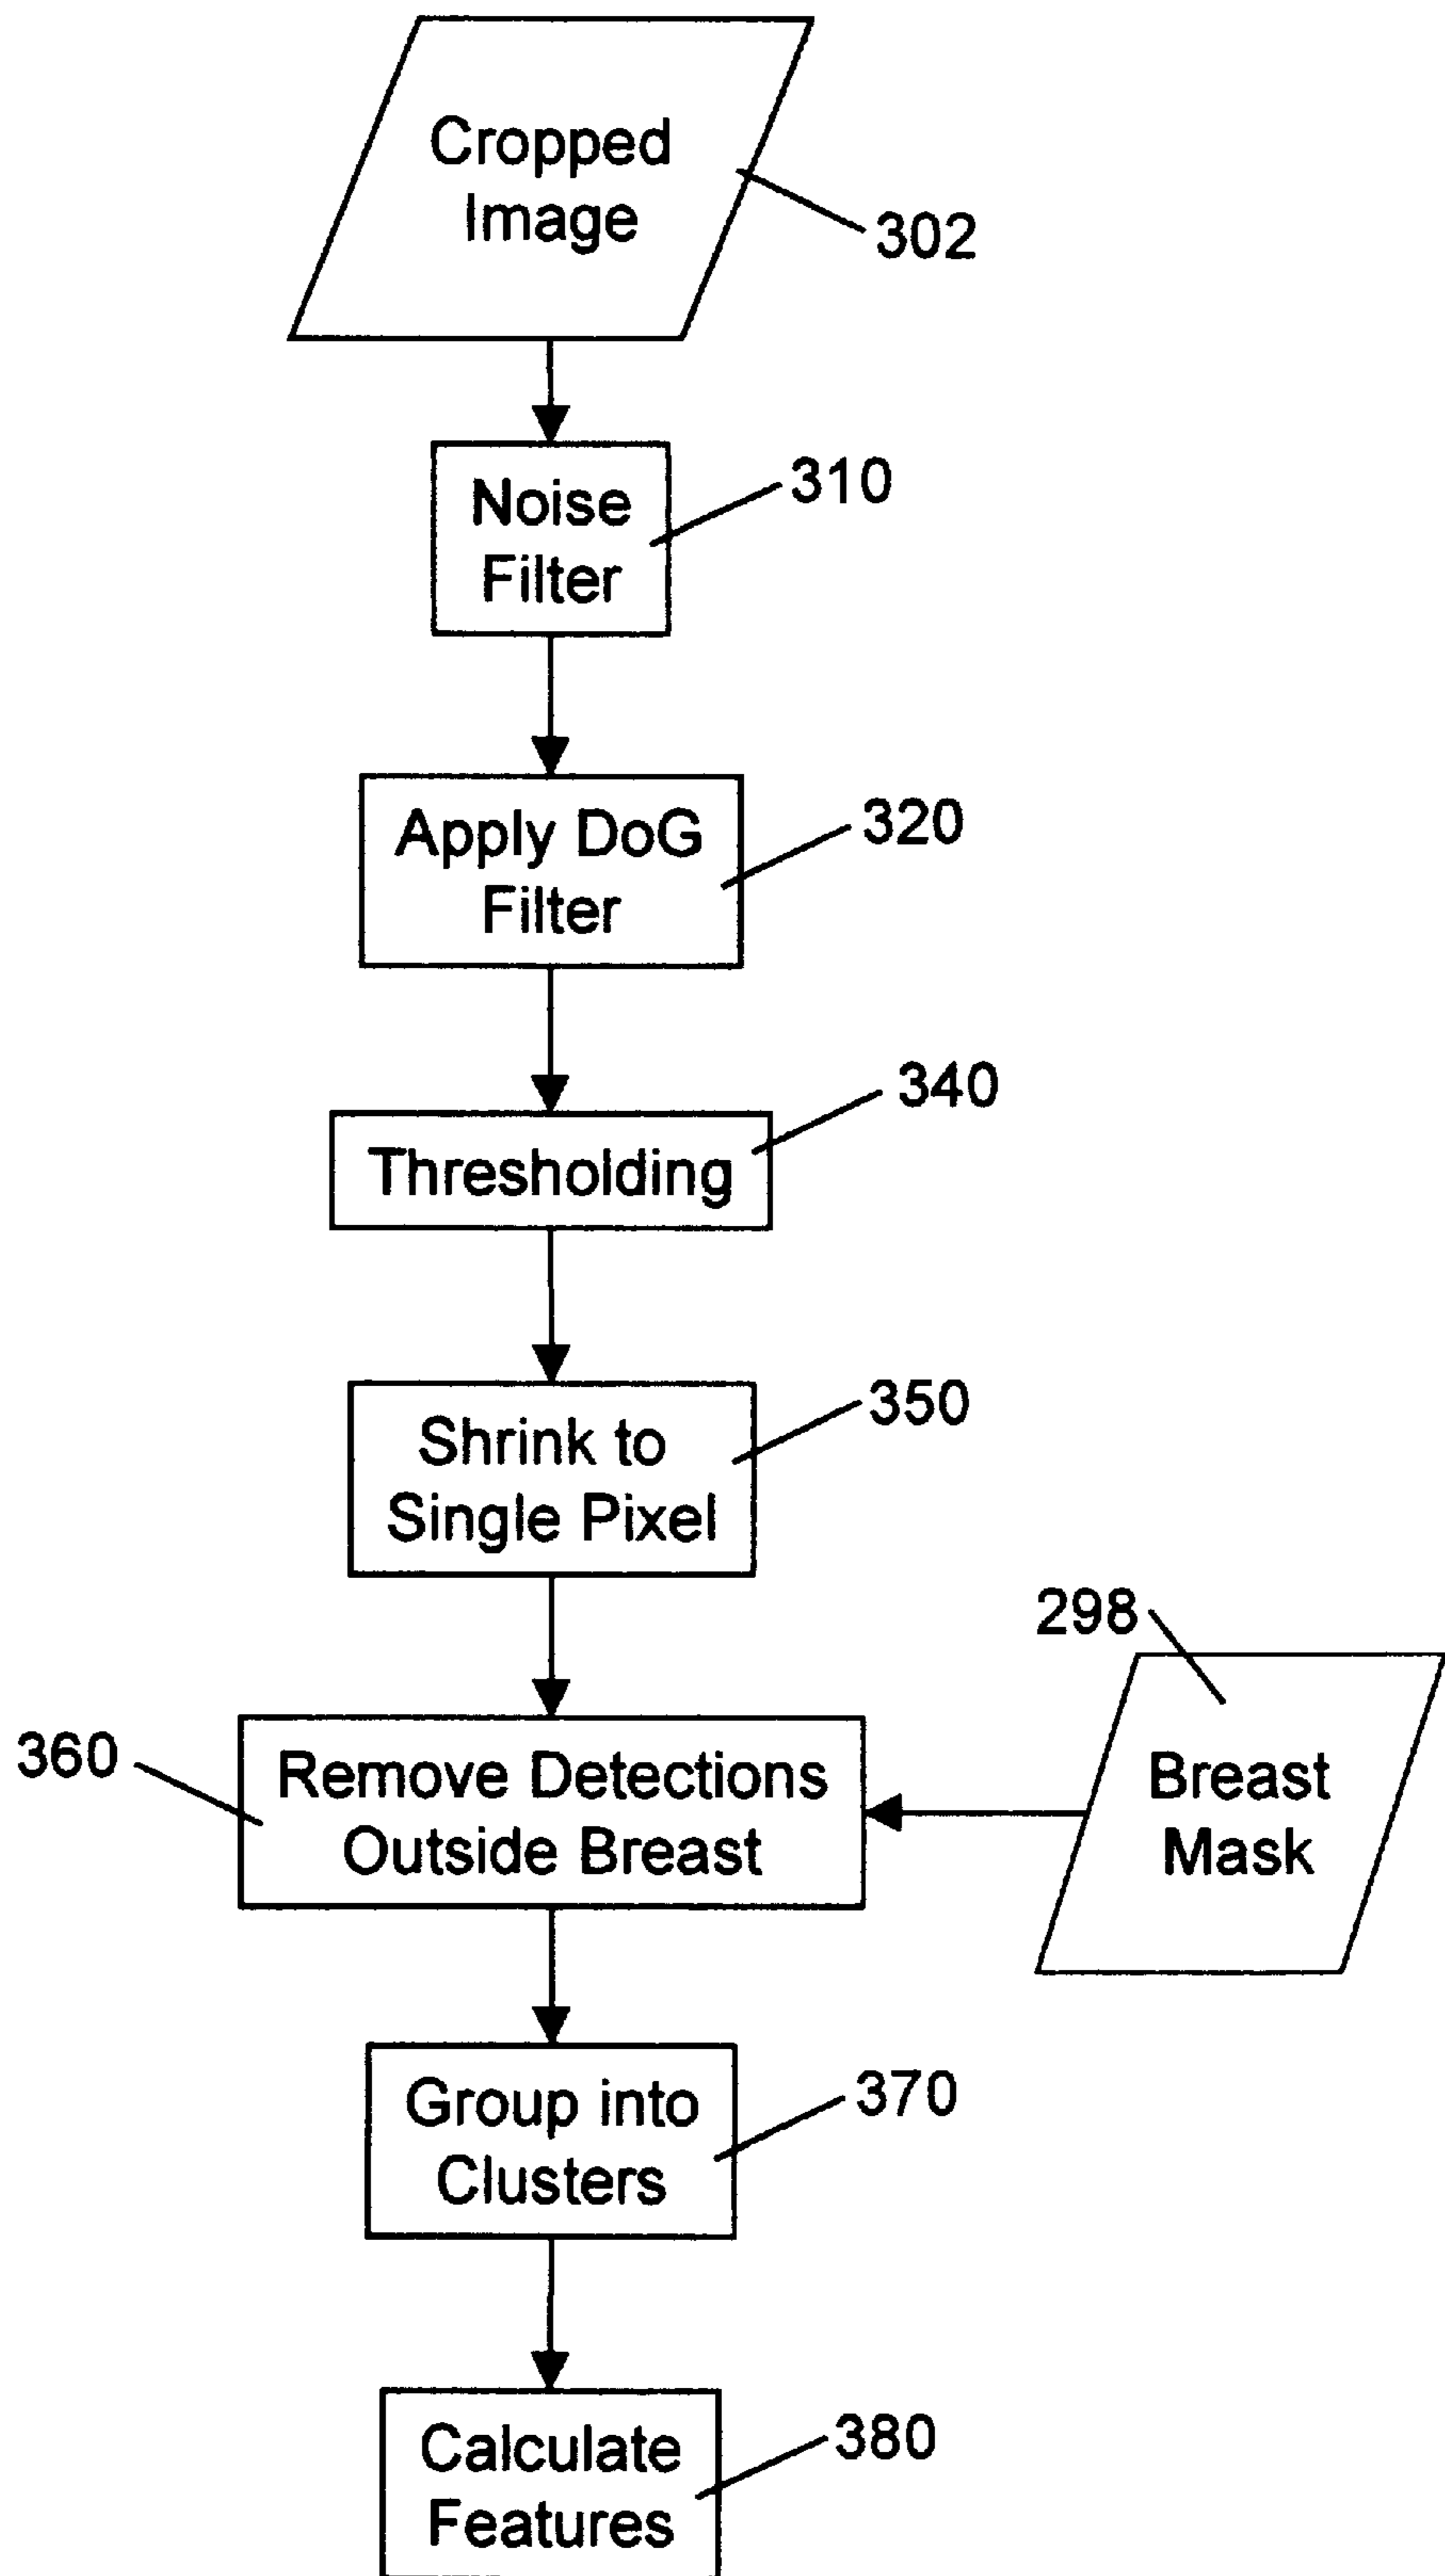 Cropped
Image
302
Noise
Filter
310
Apply DoG
Filter
320
Thresholding
340
Shrink to
Single Pixel
350
298
360
Remove Detections
Outside Breast
Breast
Mask
Group into
Clusters
370
Calculate
Features
380